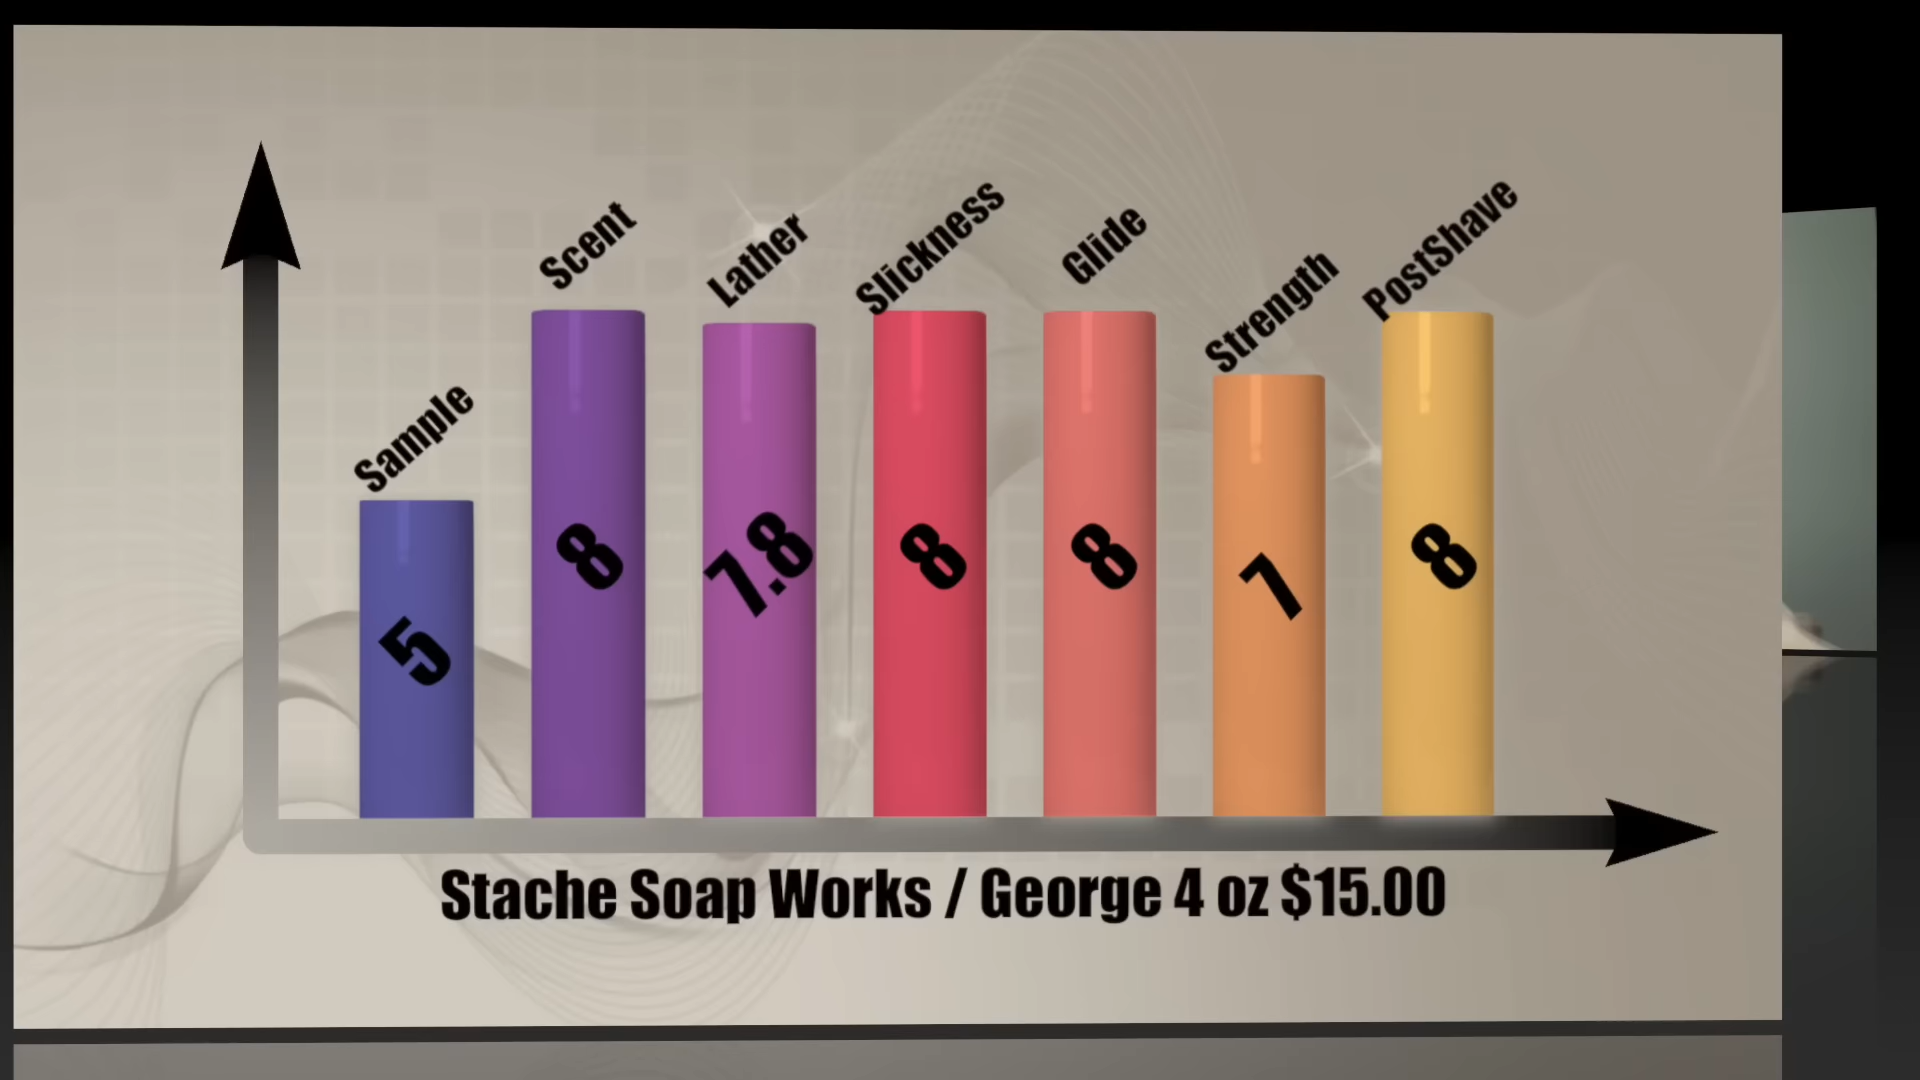 Sample
Scent
Lather
Slickness
Glide
Strength
PostShave
5
8
7.8
8
8
7
8
Stache Soap Works / George 4 oz $15.00